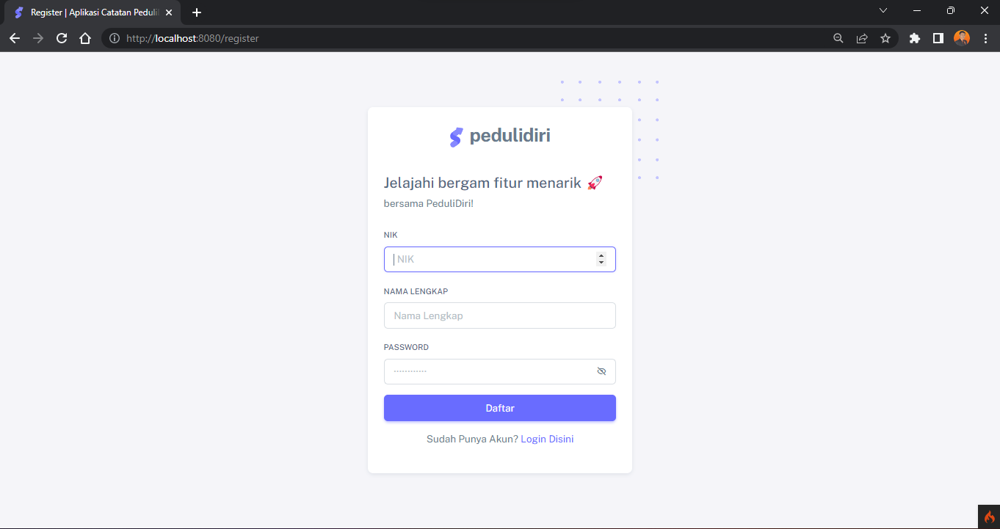 Register | Aplikasi Catatan Peduli
http://localhost:8080/register
pedulidiri
Jelajahi bergam fitur menarik 🚀
bersama PeduliDiri!
NIK
NIK
NAMA LENGKAP
Nama Lengkap
PASSWORD
············
Daftar
Sudah Punya Akun? Login Disini